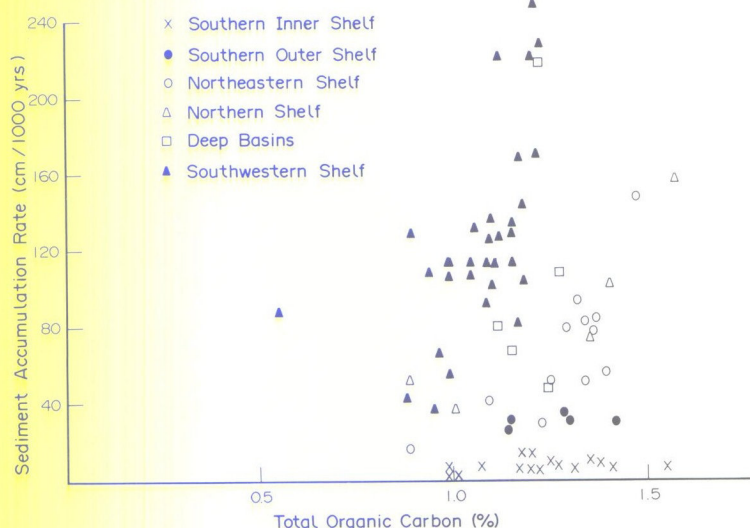 240
200
160
120
80
40
Sediment Accumulation Rate (cm/1000 yrs)
Southern Inner Shelf
Southern Outer Shelf
Northeastern Shelf
Northern Shelf
Deep Basins
Southwestern Shelf
0.5
1.0
1.5
Total Organic Carbon (%)